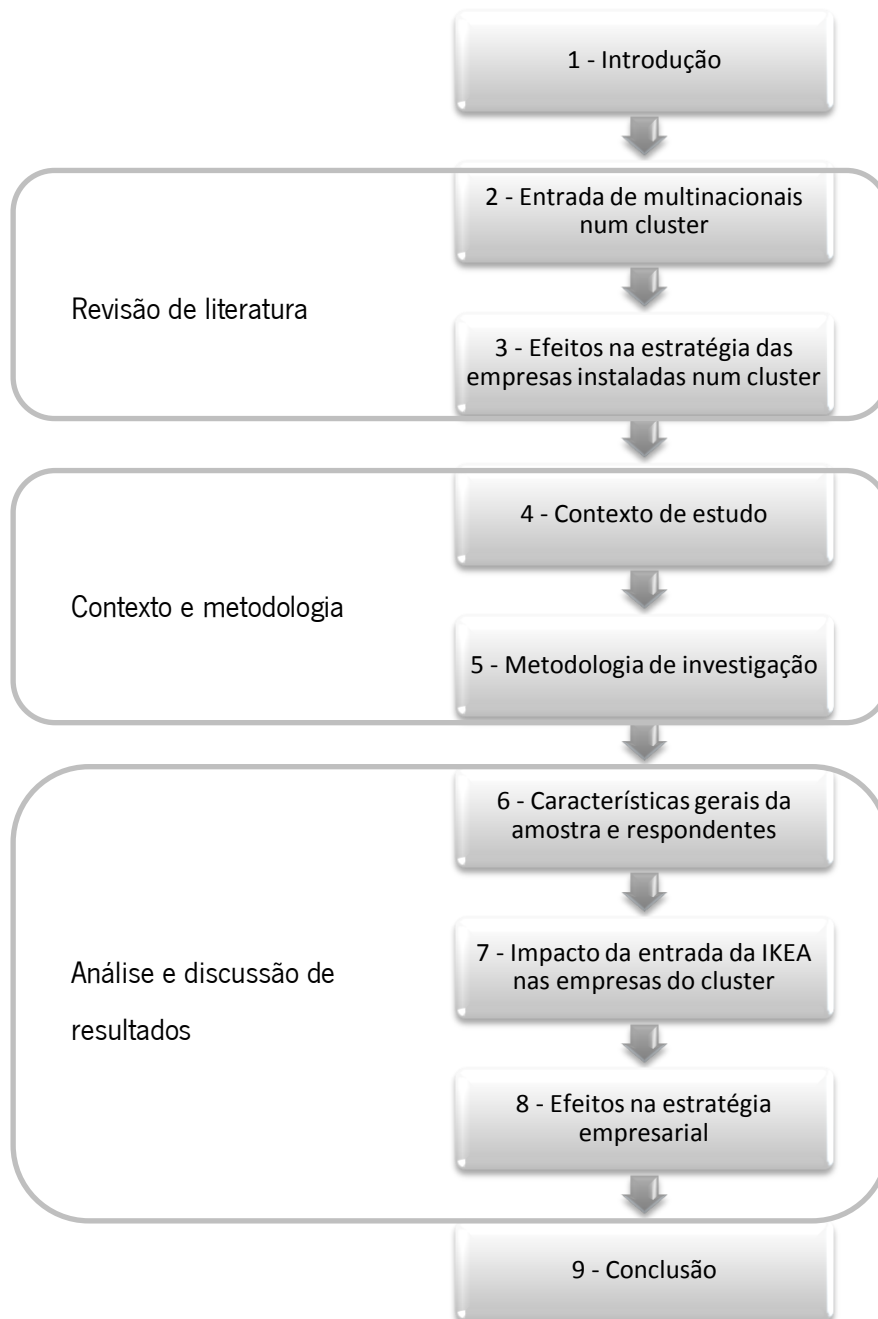 1 - Introdução
2 - Entrada de multinacionais
num cluster
Revisão de literatura
3 - Efeitos na estratégia das
empresas instaladas num cluster
4 - Contexto de estudo
Contexto e metodologia
5 - Metodologia de investigação
6 - Características gerais da
amostra e respondentes
Análise e discussão de
resultados
7 - Impacto da entrada da IKEA
nas empresas do cluster
8 - Efeitos na estratégia
empresarial
9 - Conclusão